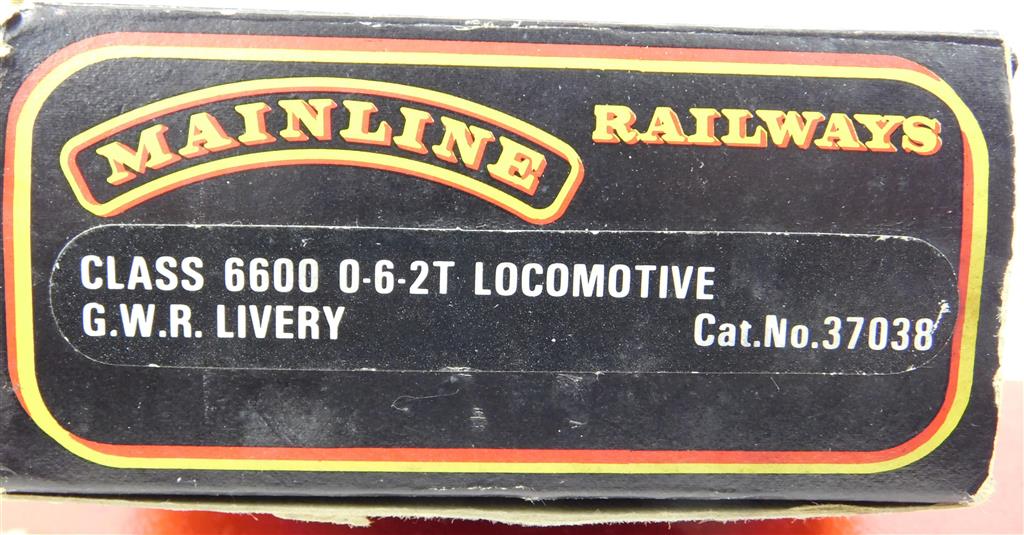 MAINLINE RAILWAYS
CLASS 6600 0-6-2T LOCOMOTIVE
G.W.R. LIVERY Cat.No.37038